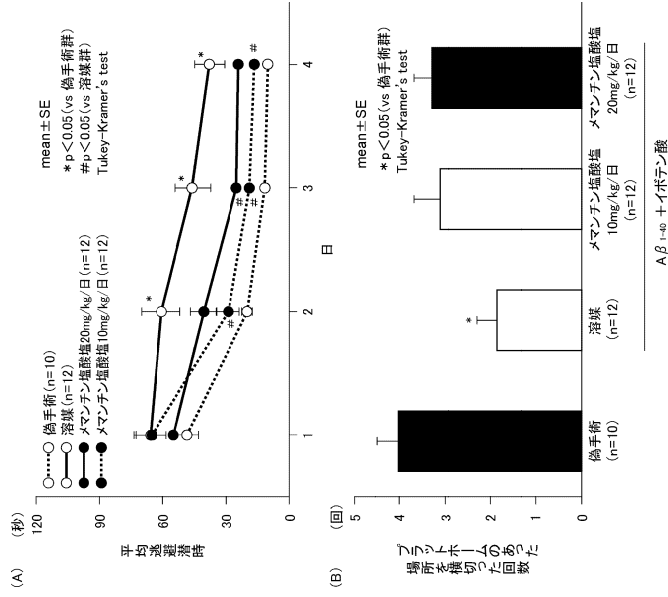 (A)
(秒)
120
90
60
30
0
平均逃避潜時
偽手術(n=10)
溶媒(n=12)
メマンチン塩酸塩20mg/kg/日(n=12)
メマンチン塩酸塩10mg/kg/日(n=12)
mean±SE
*p<0.05(vs 偽手術群)
#p<0.05(vs 溶媒群)
Tukey-Kramer's test
*
*
*
#
#
#
#
1
2
3
4
日
(B)
(回)
5
4
3
2
1
0
プラットホームのあった
場所を横切った回数
mean±SE
*p<0.05(vs 偽手術群)
Tukey-Kramer's test
*
偽手術
(n=10)
溶媒
(n=12)
メマンチン塩酸塩
10mg/kg/日
(n=12)
メマンチン塩酸塩
20mg/kg/日
(n=12)
Aβ1-40+イボテン酸